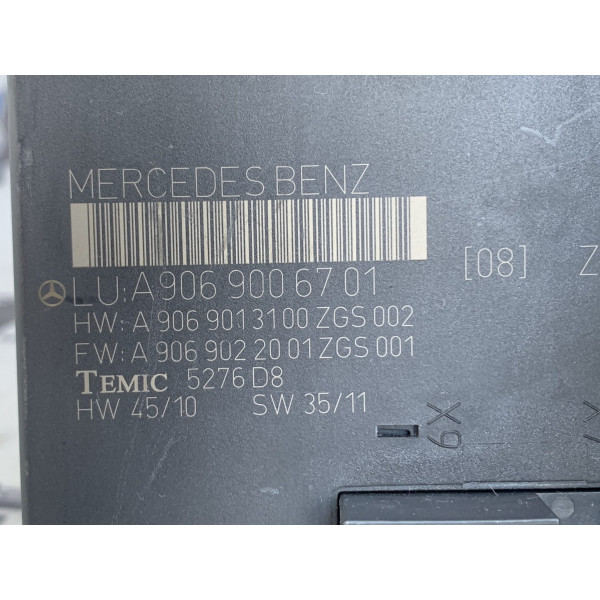 MERCEDES BENZ
LU: A 906 900 67 01 [08] Z
HW: A 906 901 31 00 ZGS 002
FW: A 906 902 20 01 ZGS 001
TEMIC 5276 D8
HW 45/10 SW 35/11
X9